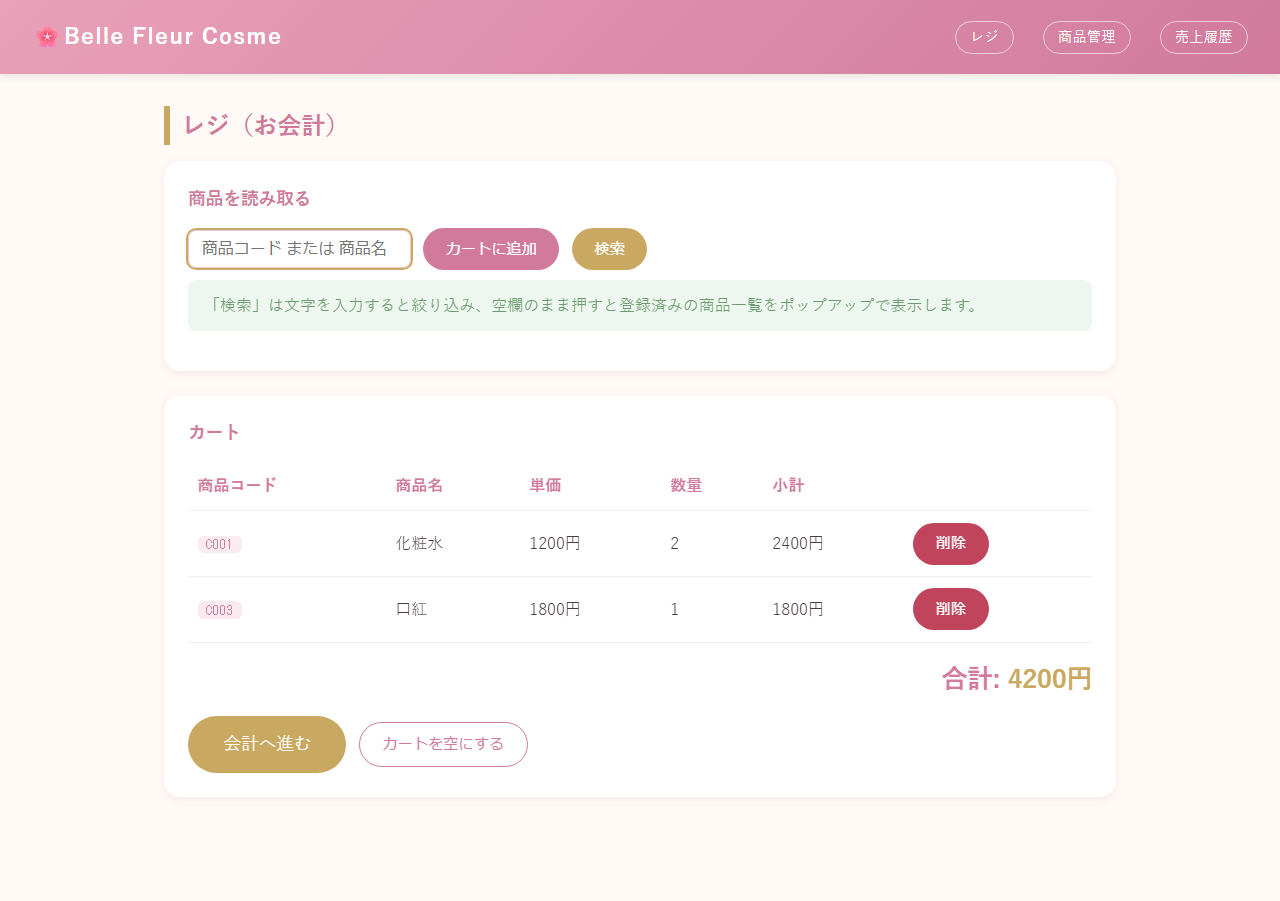 Belle Fleur Cosme
レジ 商品管理 売上履歴
レジ（お会計）
商品を読み取る
商品コード または 商品名 カートに追加 検索
「検索」は文字を入力すると絞り込み、空欄のまま押すと登録済みの商品一覧をポップアップで表示します。
カート
商品コード 商品名 単価 数量 小計
C001 化粧水 1200円 2 2400円 削除
C003 口紅 1800円 1 1800円 削除
合計: 4200円
会計へ進む カートを空にする